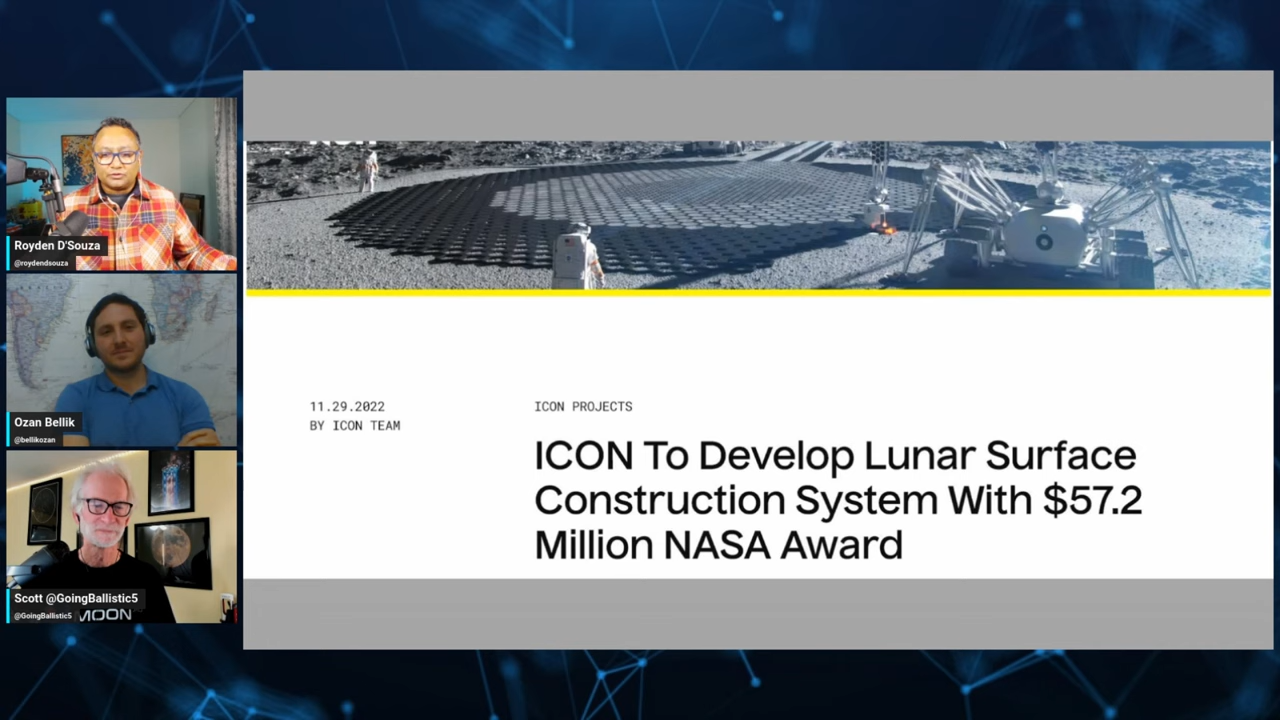 Royden D'Souza
@roydendsouza
Ozan Bellik
@bellikozan
Scott @GoingBallistic5
@GoingBallistic5
MOON
11.29.2022
BY ICON TEAM
ICON PROJECTS
ICON To Develop Lunar Surface
Construction System With $57.2
Million NASA Award